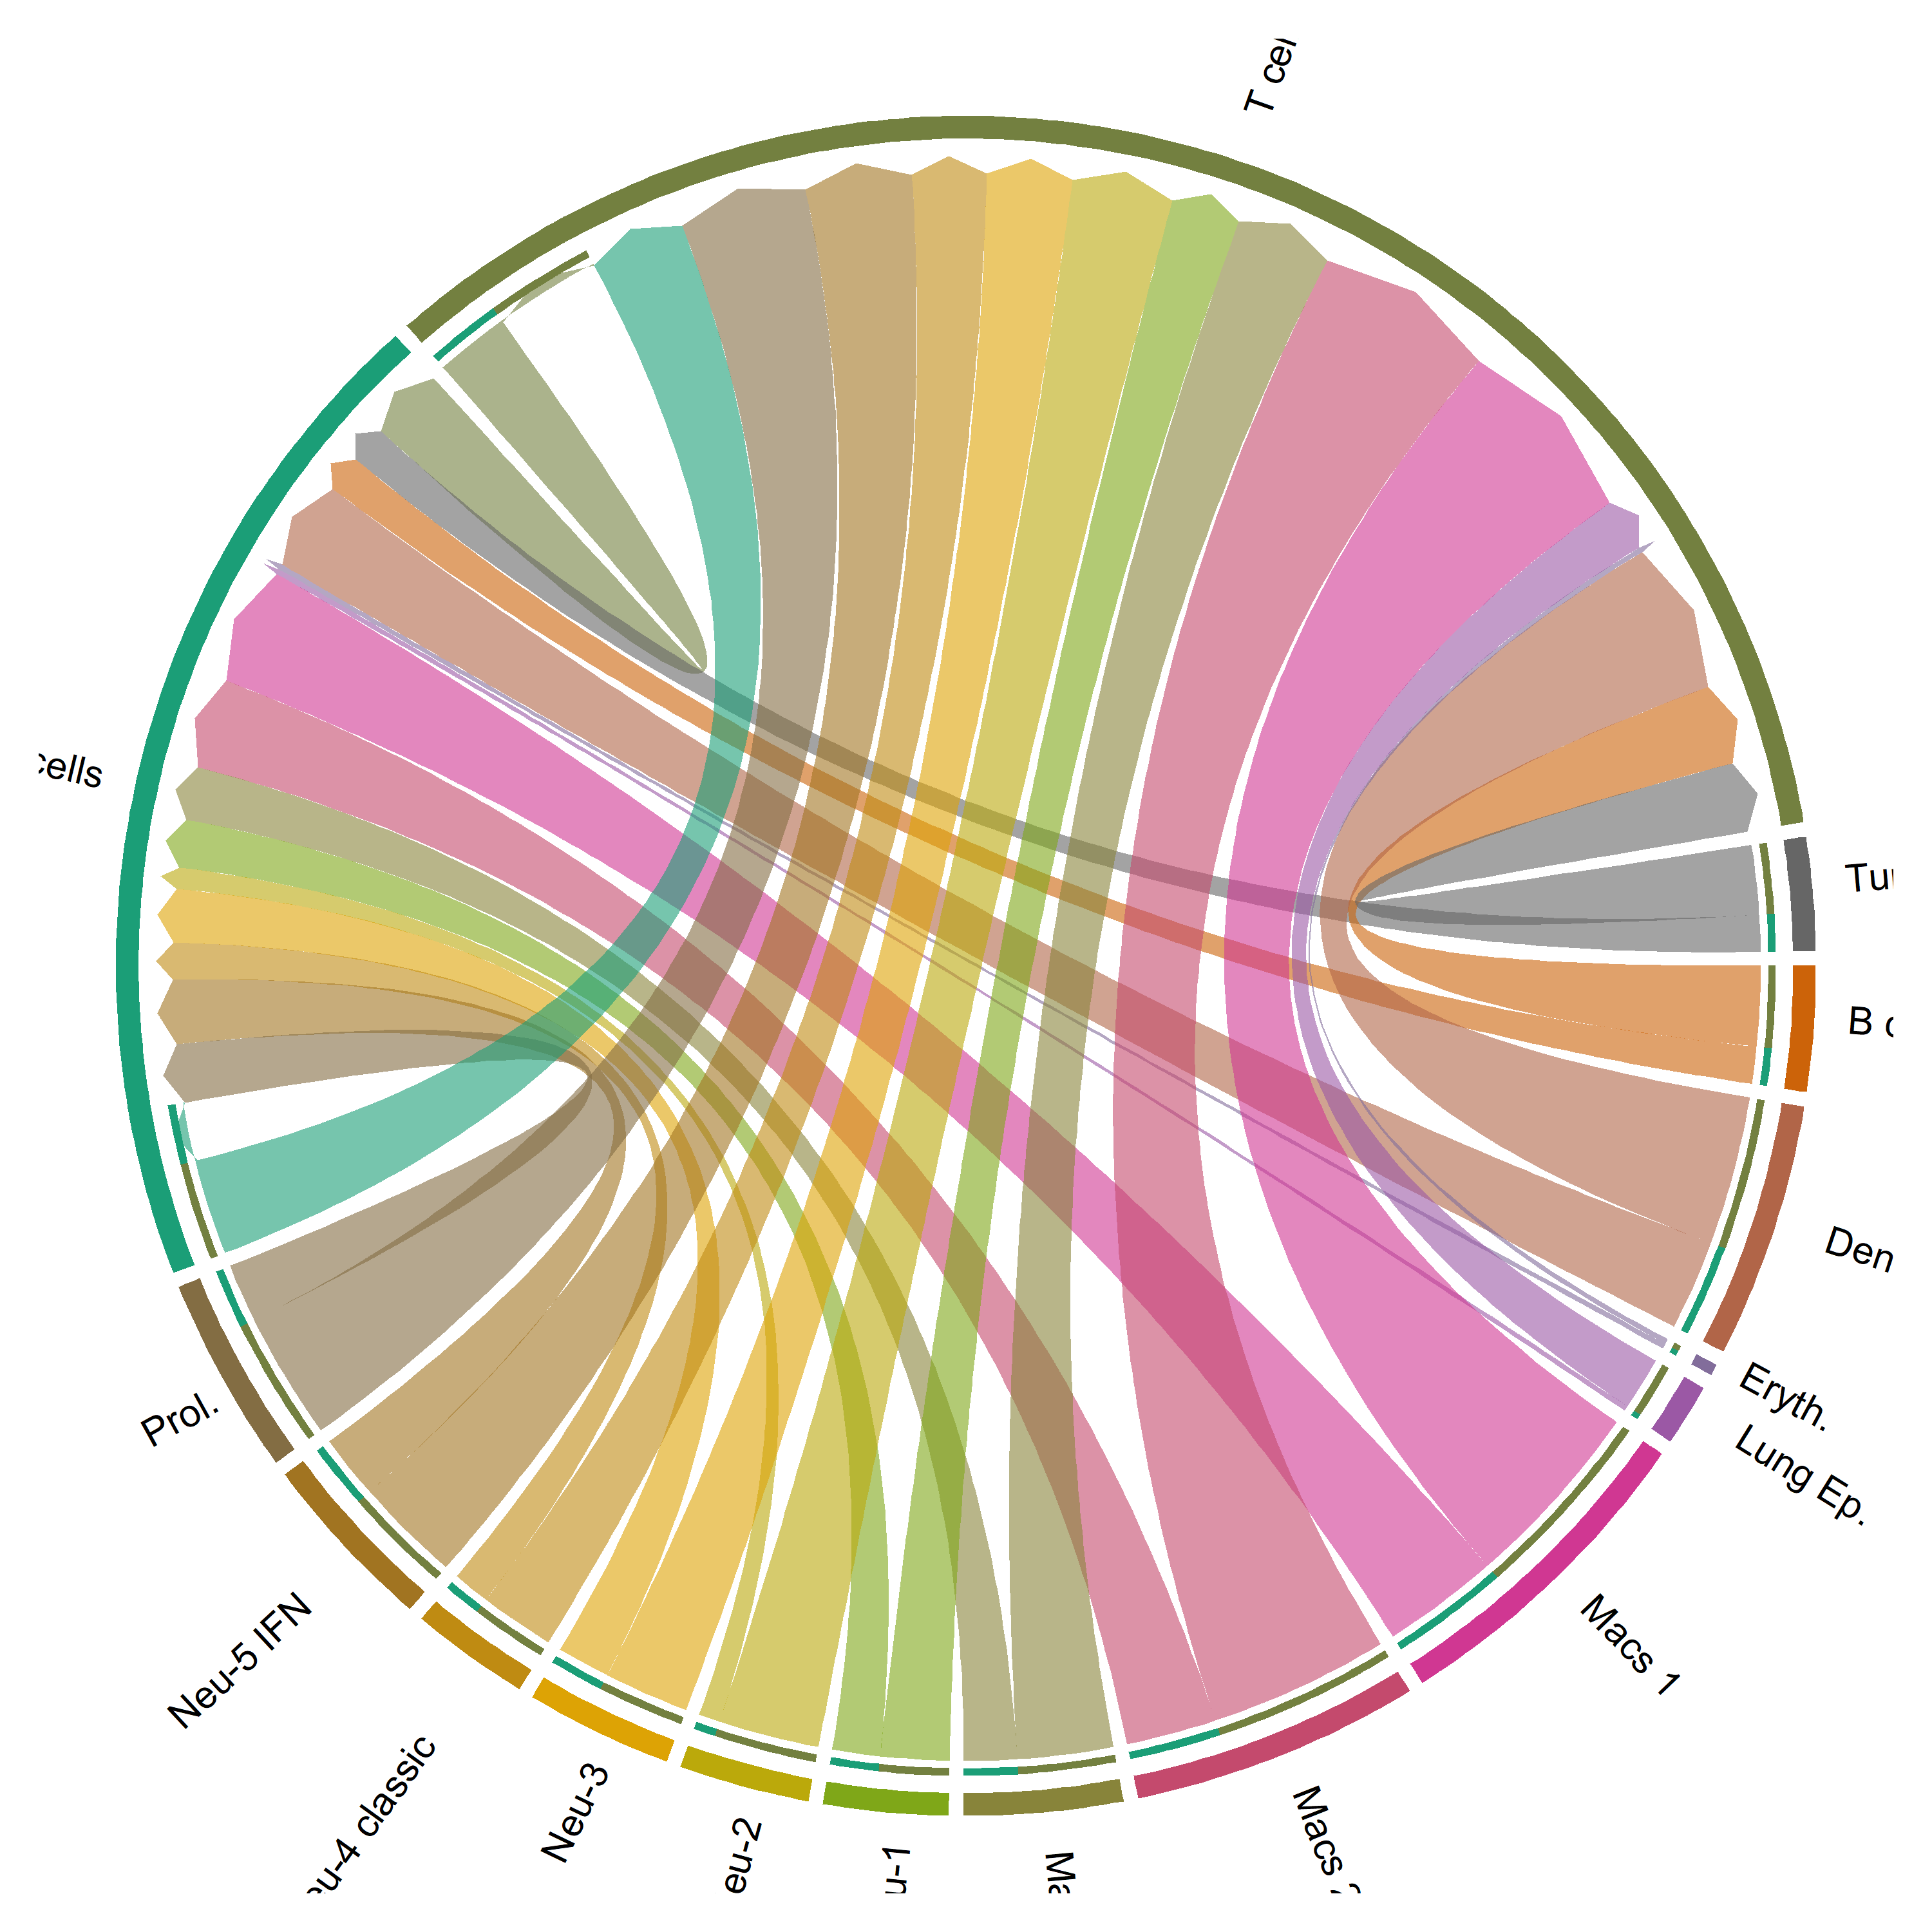 T cel
Tu
B c
Den
Eryth.
Lung Ep.
Macs 1
Macs 2
Ma
u-1
eu-2
Neu-3
eu-4 classic
Neu-5 IFN
Prol.
cells